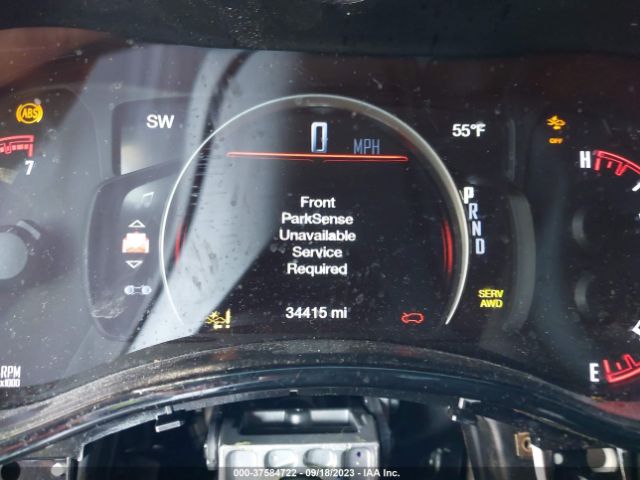 ABS
SW
0 MPH
55°F
OFF
7
H
Front
ParkSense
Unavailable
Service
Required
P
R
N
D
SERV
AWD
34415 mi
RPM
x1000
E
000-37584722 - 09/18/2023 - IAA Inc.